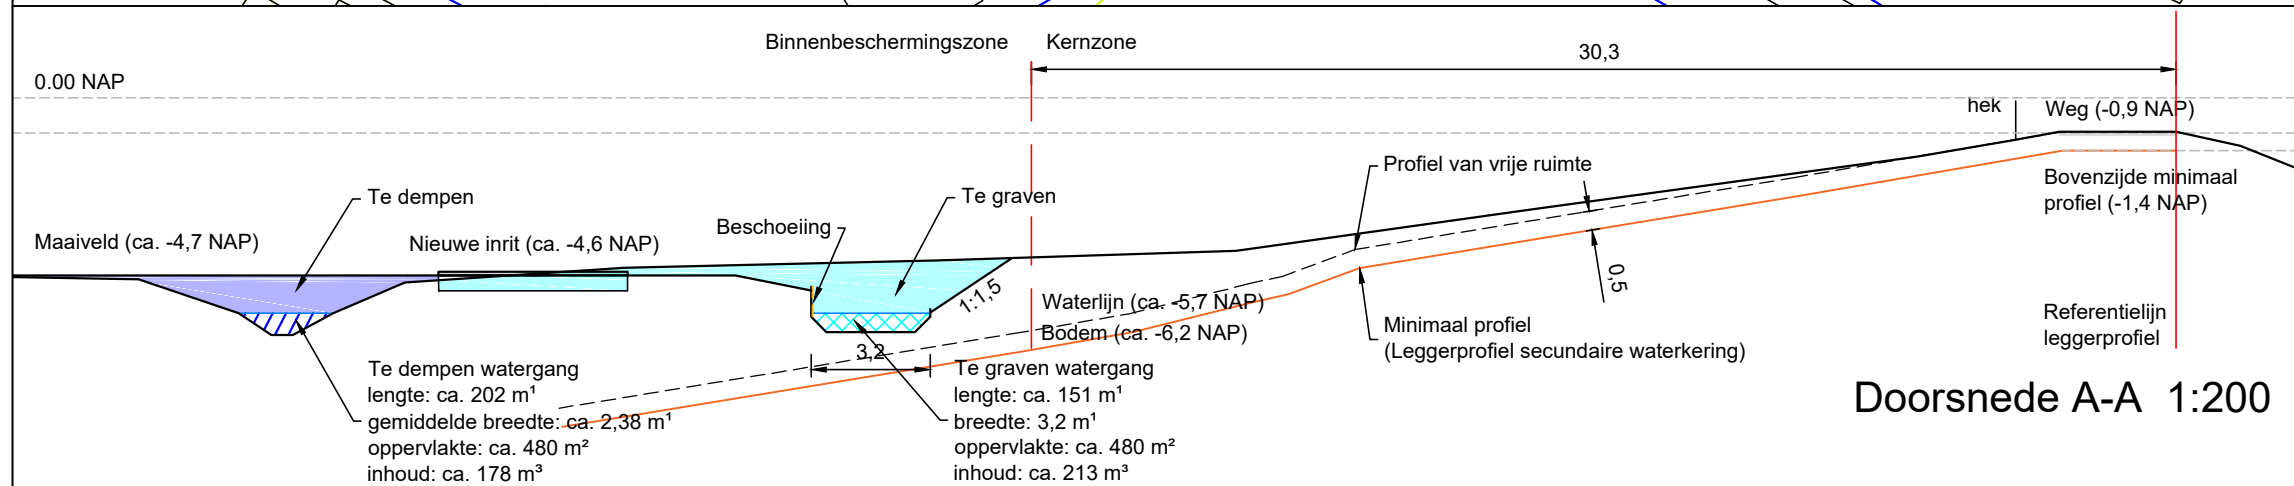 Binnenbeschermingszone
Kernzone
30,3
0.00 NAP
hek
Weg (-0,9 NAP)
Profiel van vrije ruimte
Te dempen
Te graven
Bovenzijde minimaal
profiel (-1,4 NAP)
Beschoeiing
Maaiveld (ca. -4,7 NAP)
Nieuwe inrit (ca. -4,6 NAP)
0,5
1:1,5
Waterlijn (ca. -5,7 NAP)
Bodem (ca. -6,2 NAP)
Referentielijn
leggerprofiel
Minimaal profiel
(Leggerprofiel secundaire waterkering)
3,2
Te dempen watergang
lengte: ca. 202 m¹
gemiddelde breedte: ca. 2,38 m¹
oppervlakte: ca. 480 m²
inhoud: ca. 178 m³
Te graven watergang
lengte: ca. 151 m¹
breedte: 3,2 m¹
oppervlakte: ca. 480 m²
inhoud: ca. 213 m³
Doorsnede A-A 1:200